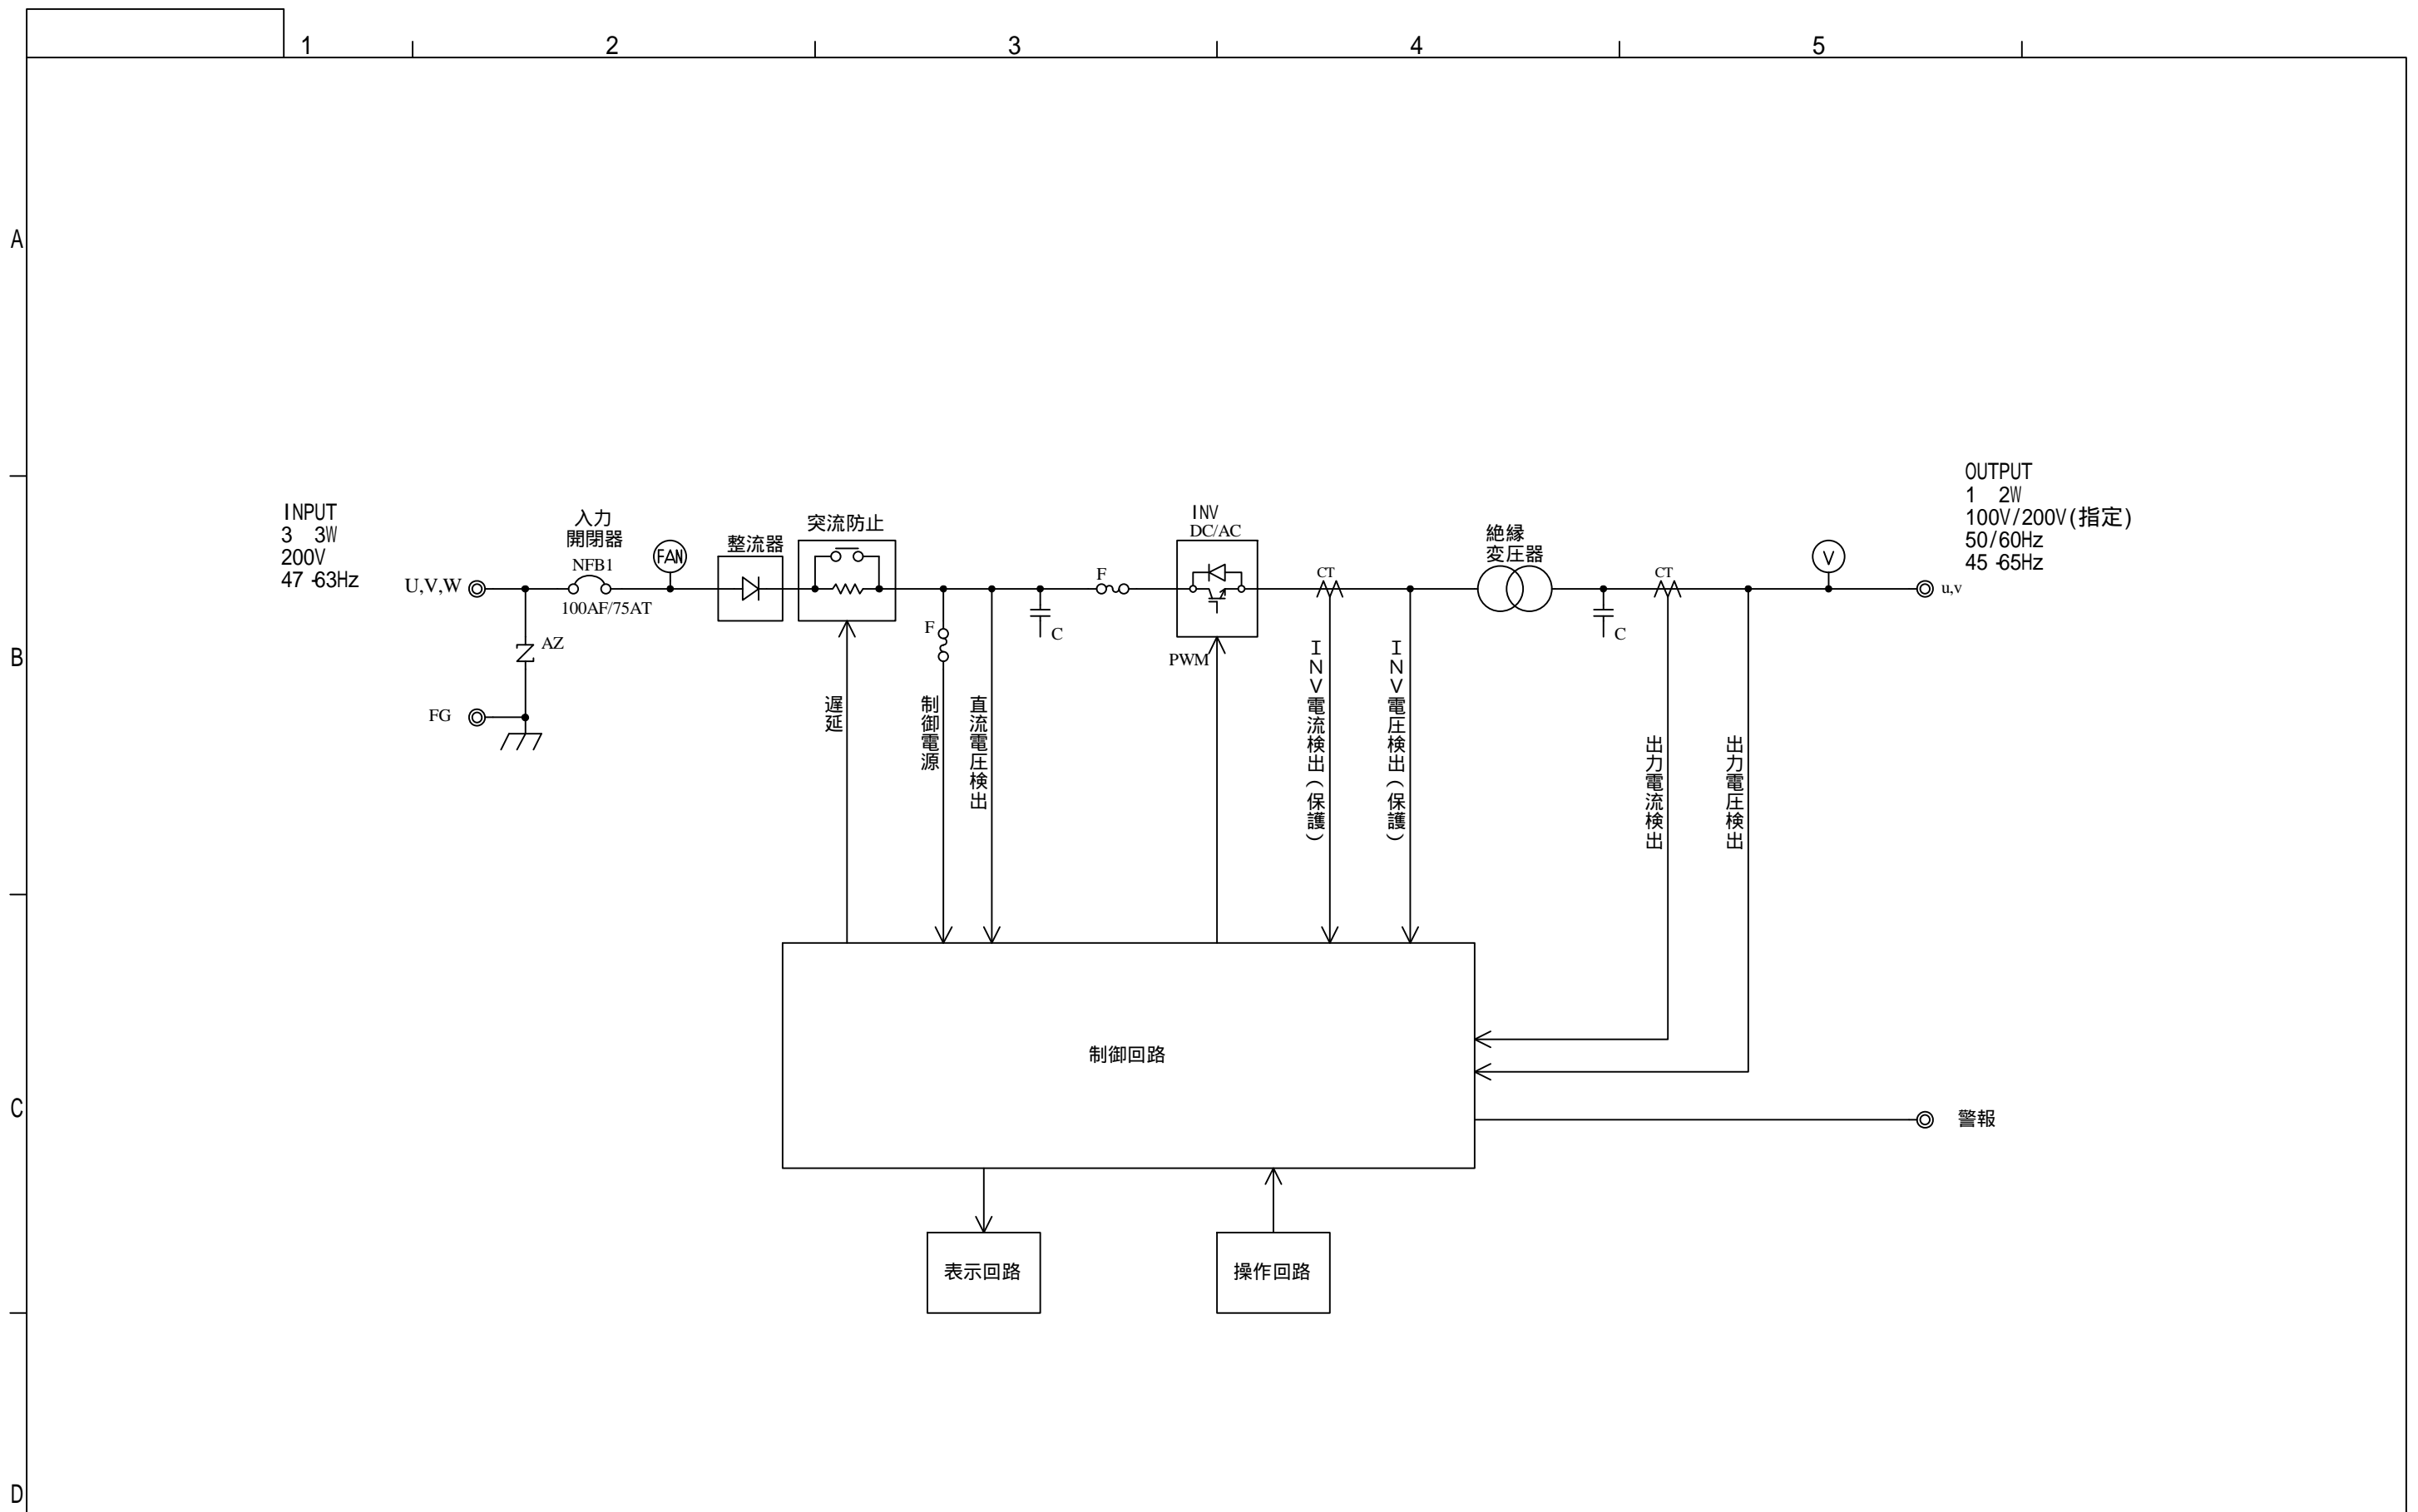 1 2 3 4 5
A
B
C
D
INPUT
3 3W
200V
47-63Hz
U,V,W
FG
AZ
入力
開閉器
NFB1
100AF/75AT
FAN
整流器
突流防止
遅延
F
制御電源
直流電圧検出
C
F
INV
DC/AC
PWM
CT
INV電流検出(保護)
INV電圧検出(保護)
絶縁
変圧器
C
CT
出力電流検出
出力電圧検出
V
u,v
OUTPUT
1 2W
100V/200V(指定)
50/60Hz
45-65Hz
制御回路
警報
表示回路
操作回路